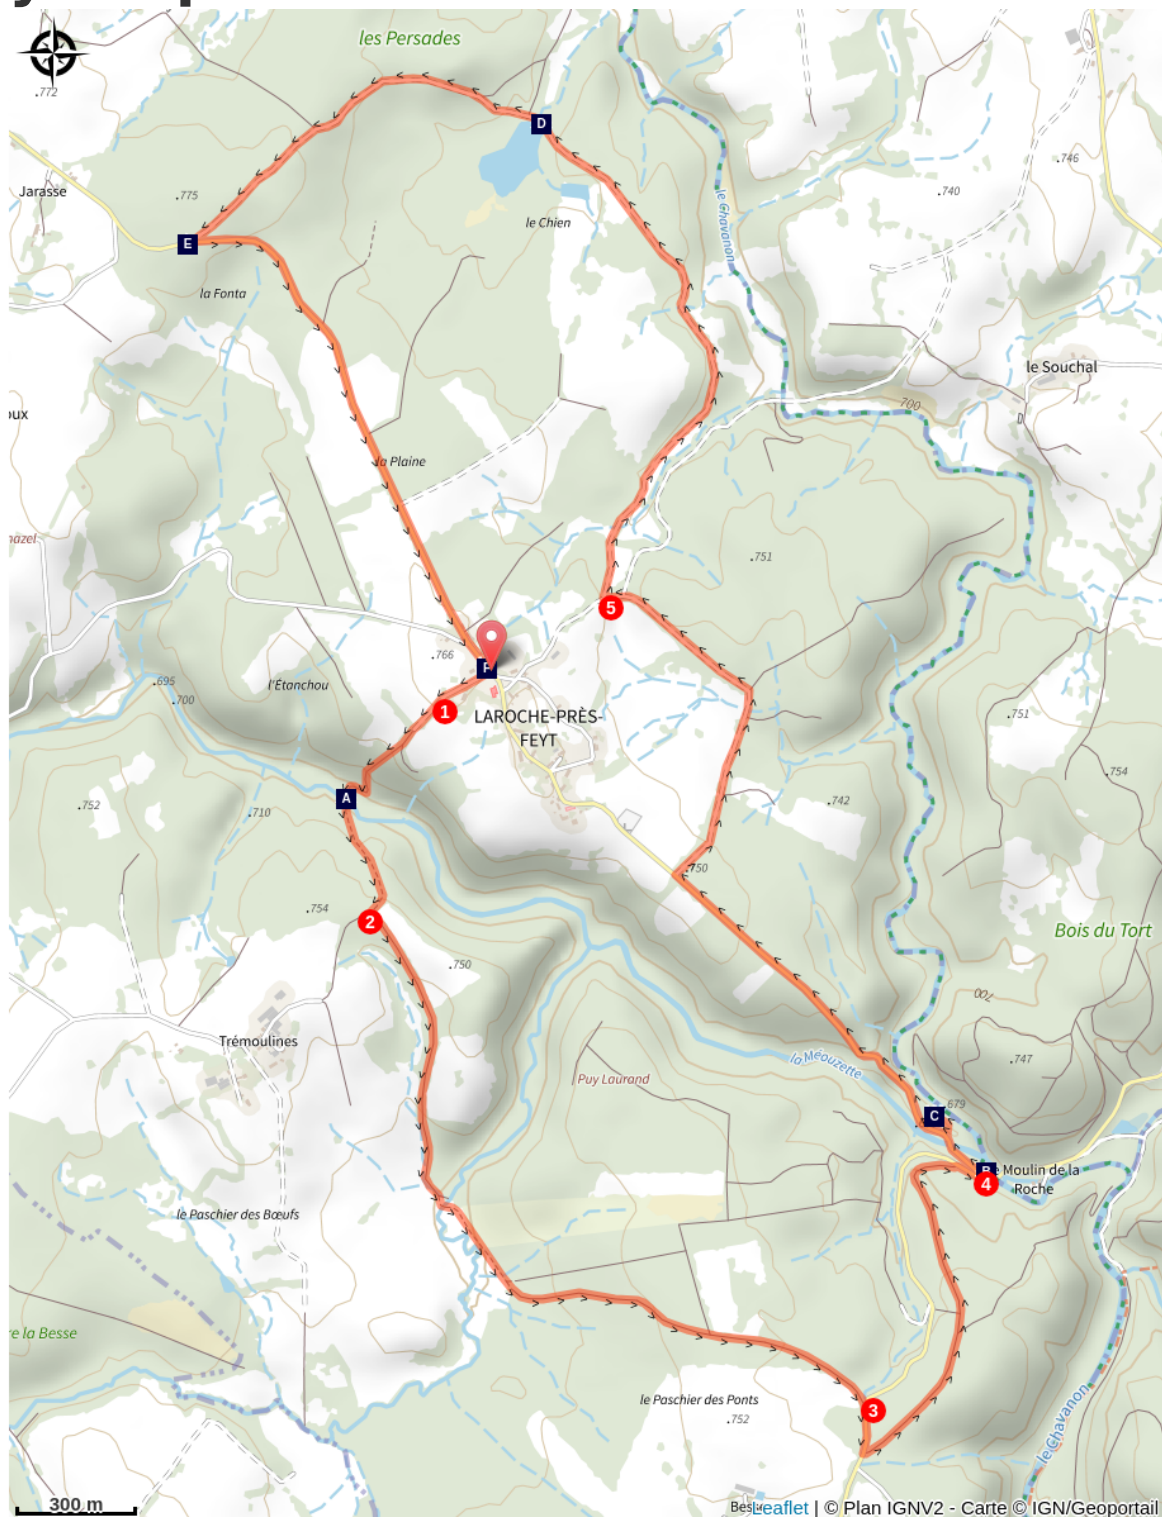 les Persades
.772
D
.746
Jarasse
.775
.740
le Chavanon
le Chien
E
la Fonta
le Souchal
700
la Plaine
.751
5
.766
P
.695
l'Étanchou
.700
1
LAROCHE-PRÈS-
FEYT
.751
.754
A
.752
.742
.710
.750
.754
2
Bois du Tort
.750
700
Trémoulines
la Méouzette
.747
Puy Laurand
.679
C
Moulin de la
4
Roche
le Paschier des Bœufs
re la Besse
le Paschier des Ponts
3
.752
le Chavanon
300 m
Leaflet | © Plan IGNV2 - Carte © IGN/Geoportail